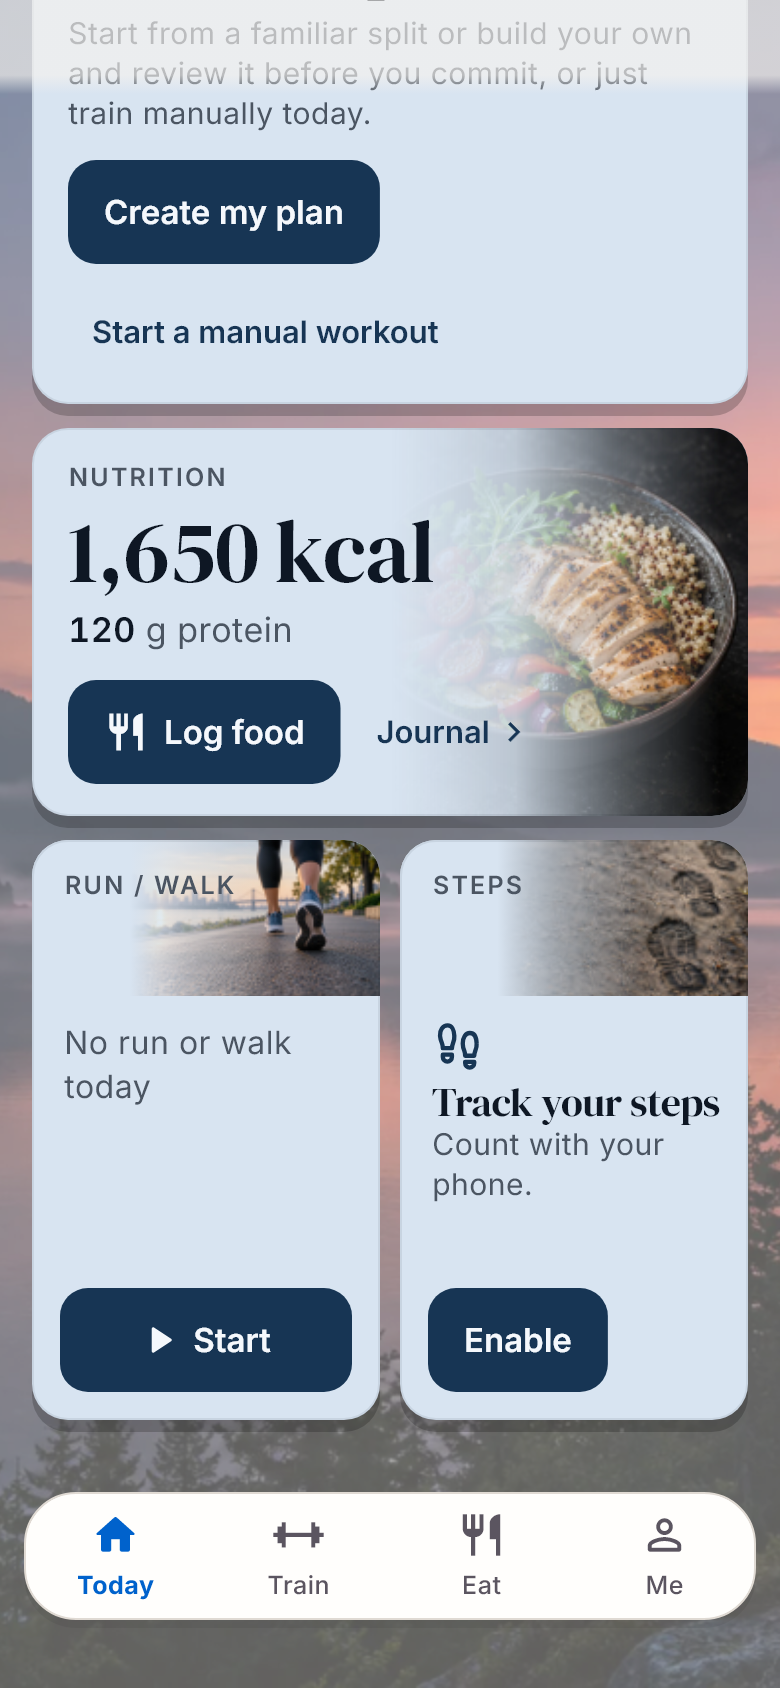 Start from a familiar split or build your own
and review it before you commit, or just
train manually today.
Create my plan
Start a manual workout
NUTRITION
1,650 kcal
120 g protein
Log food
Journal
RUN / WALK
No run or walk
today
Start
STEPS
Track your steps
Count with your
phone.
Enable
Today
Train
Eat
Me